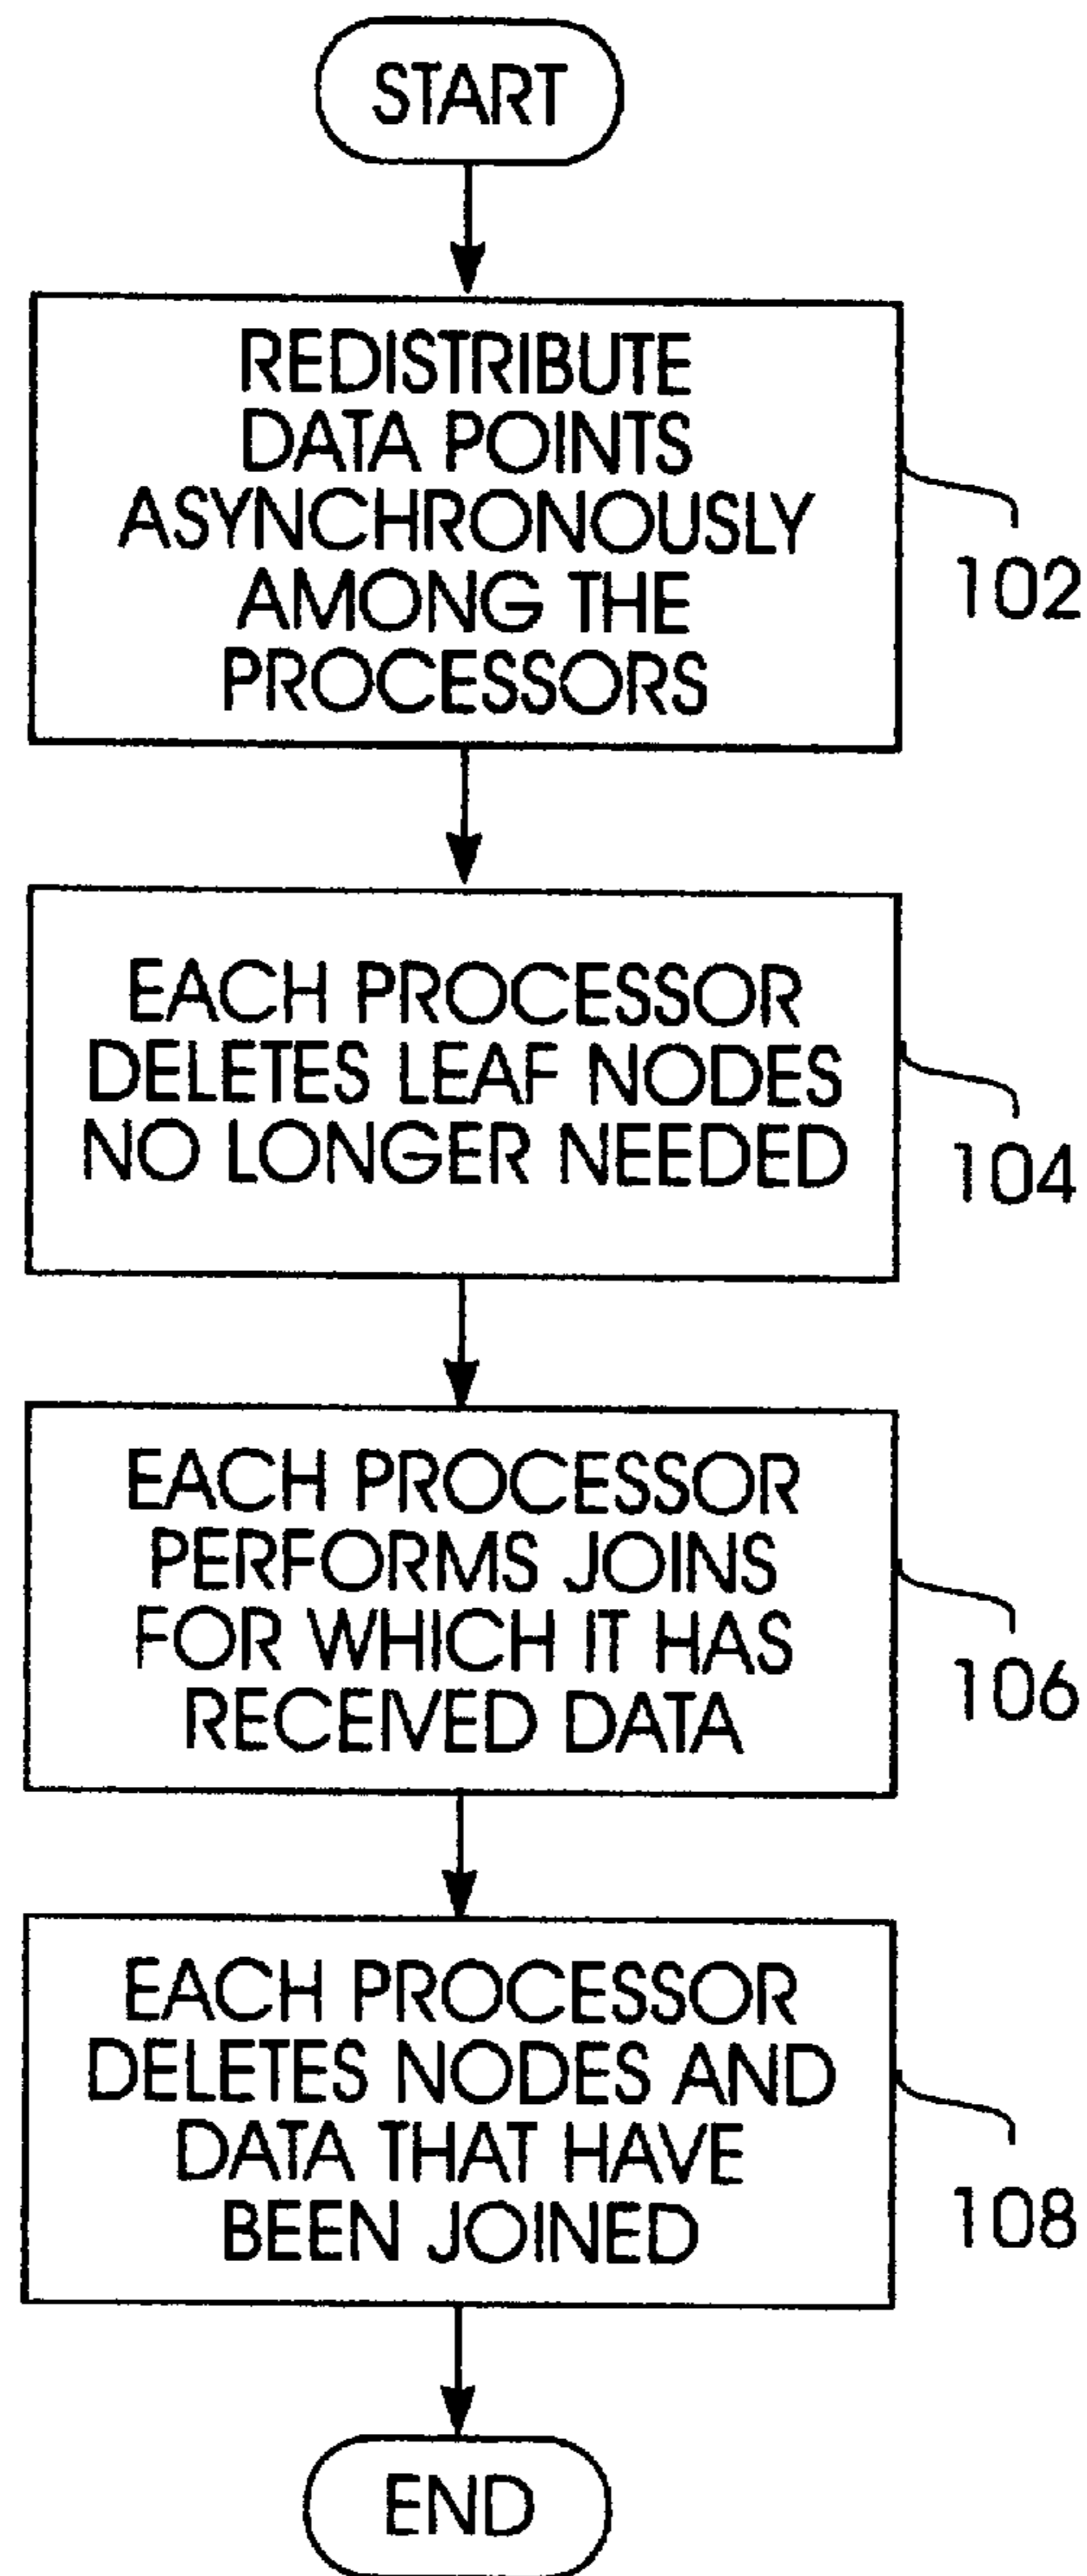 START
REDISTRIBUTE
DATA POINTS
ASYNCHRONOUSLY
AMONG THE
PROCESSORS
102
EACH PROCESSOR
DELETES LEAF NODES
NO LONGER NEEDED
104
EACH PROCESSOR
PERFORMS JOINS
FOR WHICH IT HAS
RECEIVED DATA
106
EACH PROCESSOR
DELETES NODES AND
DATA THAT HAVE
BEEN JOINED
108
END